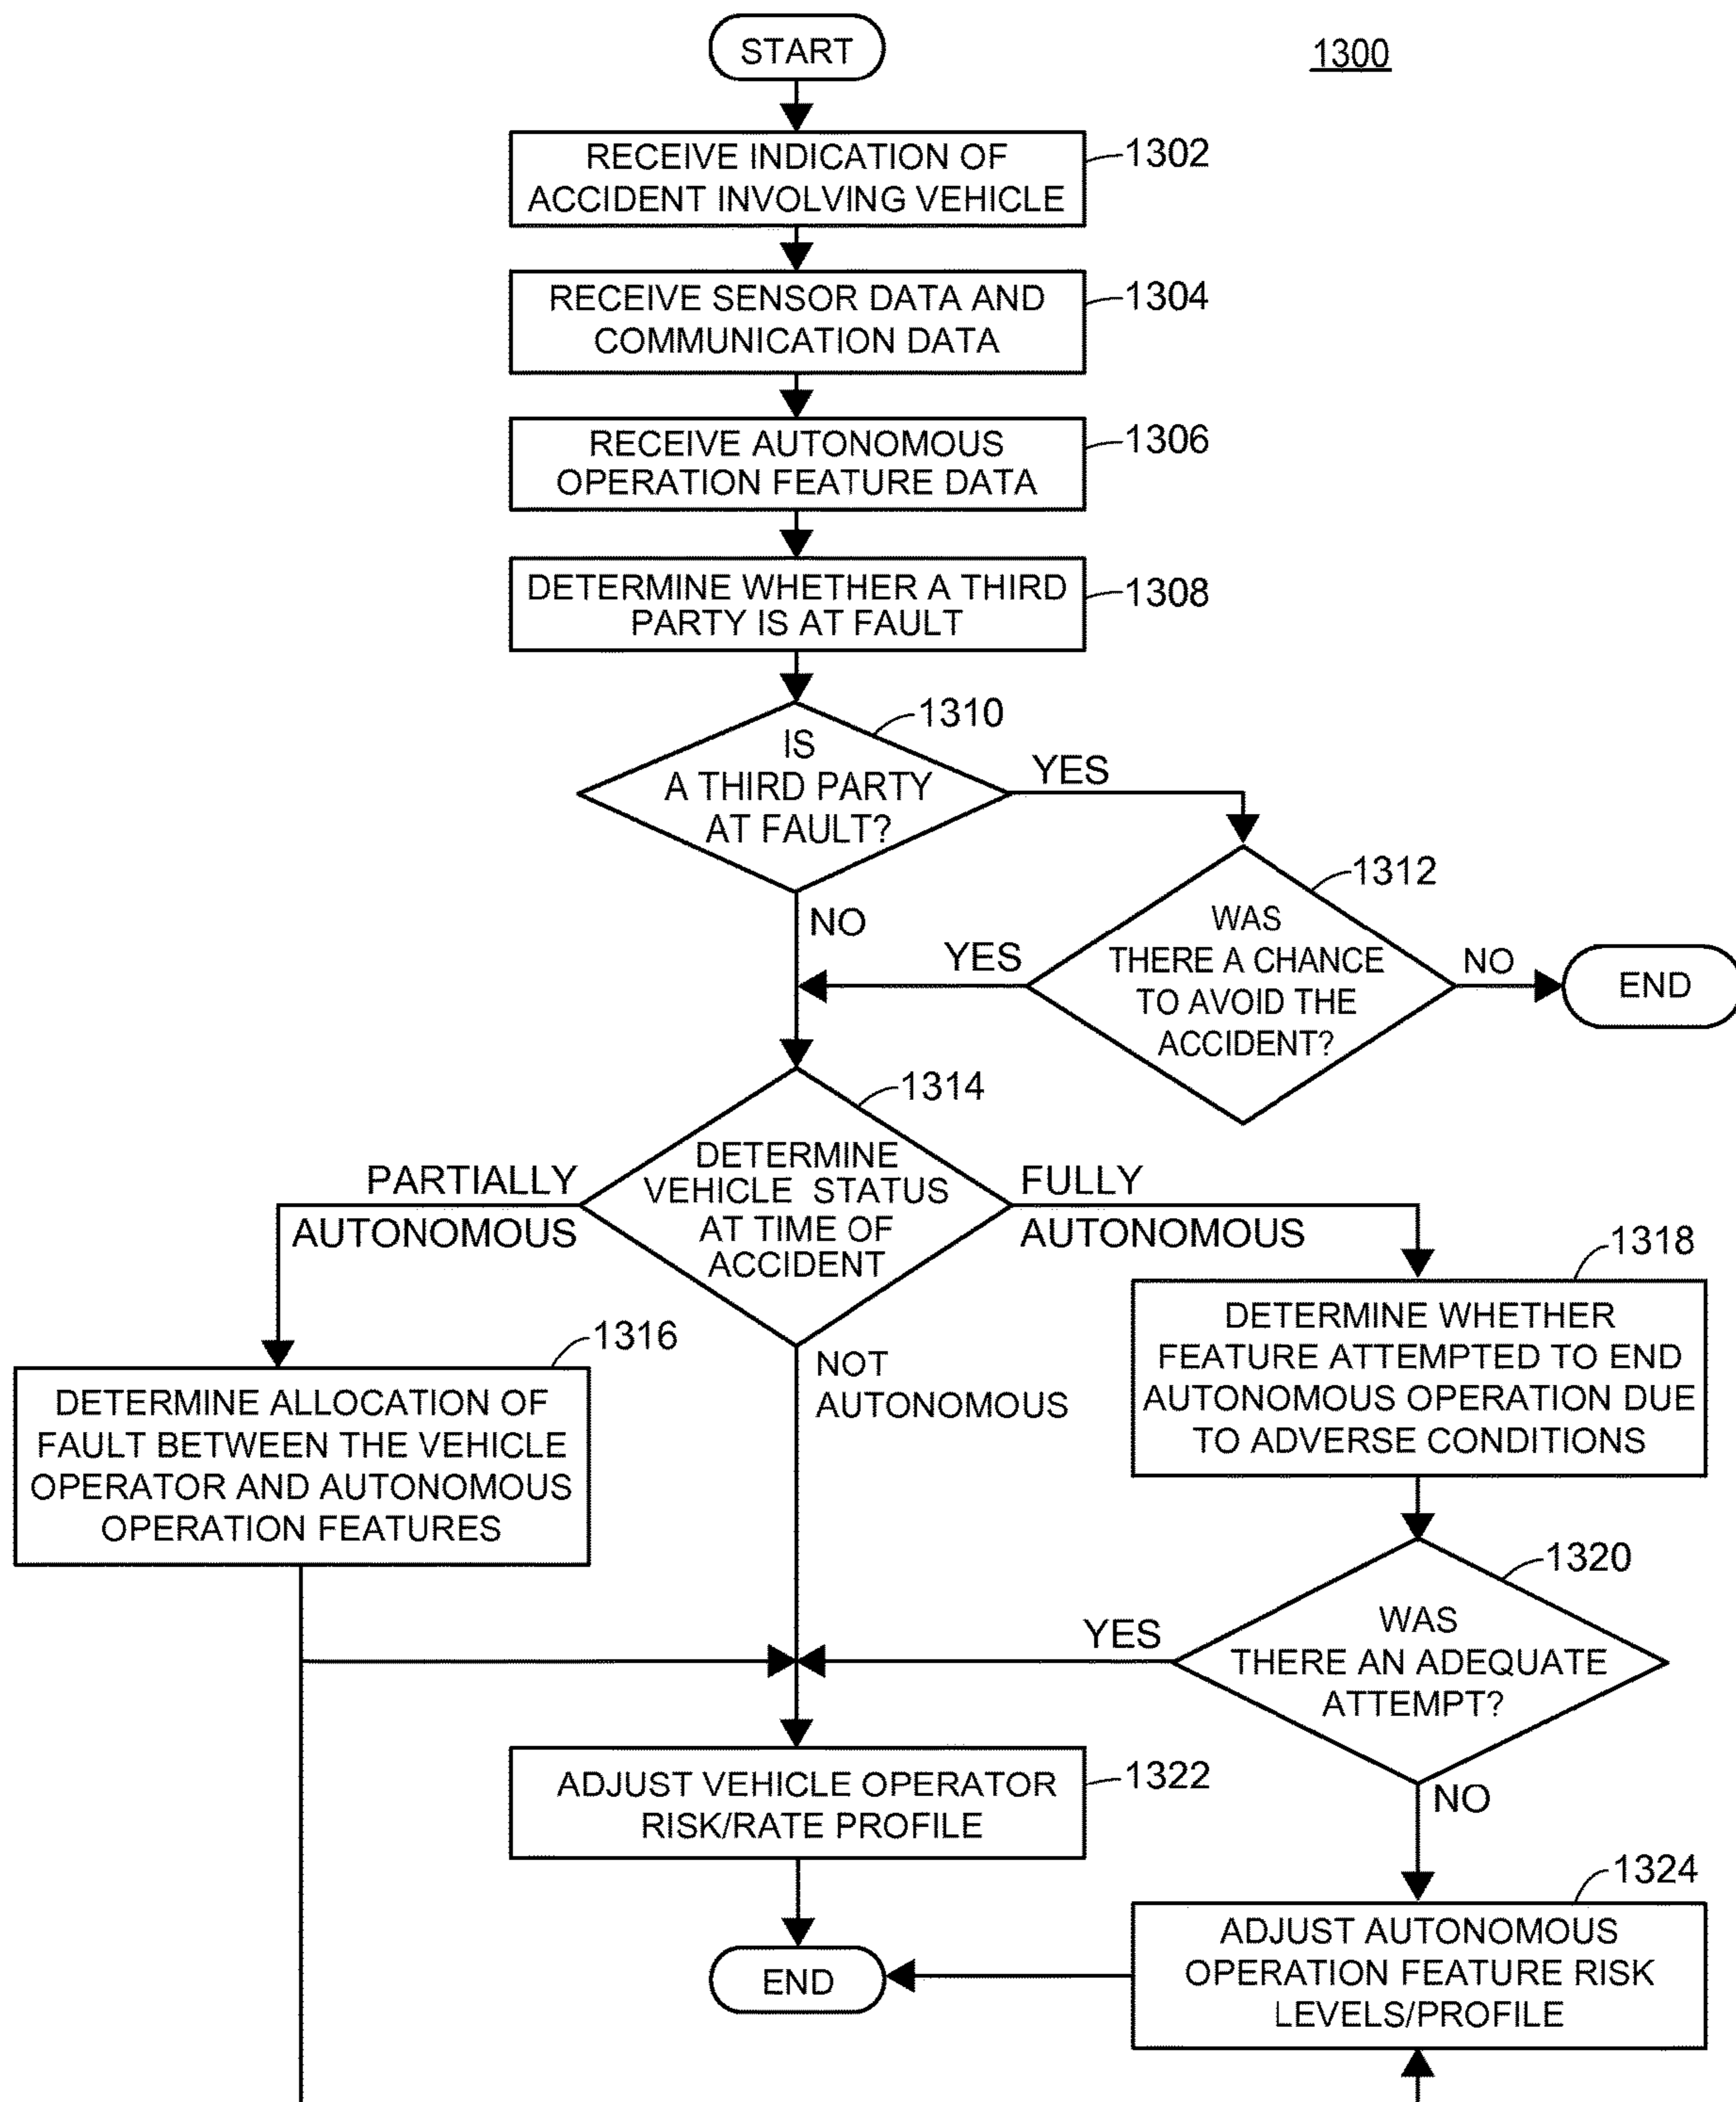 START
1300
RECEIVE INDICATION OF
ACCIDENT INVOLVING VEHICLE
1302
RECEIVE SENSOR DATA AND
COMMUNICATION DATA
1304
RECEIVE AUTONOMOUS
OPERATION FEATURE DATA
1306
DETERMINE WHETHER A THIRD
PARTY IS AT FAULT
1308
1310
IS
A THIRD PARTY
AT FAULT?
YES
NO
1312
WAS
THERE A CHANCE
TO AVOID THE
ACCIDENT?
YES
NO
END
1314
DETERMINE
VEHICLE STATUS
AT TIME OF
ACCIDENT
PARTIALLY
AUTONOMOUS
FULLY
AUTONOMOUS
NOT
AUTONOMOUS
1316
DETERMINE ALLOCATION OF
FAULT BETWEEN THE VEHICLE
OPERATOR AND AUTONOMOUS
OPERATION FEATURES
1318
DETERMINE WHETHER
FEATURE ATTEMPTED TO END
AUTONOMOUS OPERATION DUE
TO ADVERSE CONDITIONS
1320
WAS
THERE AN ADEQUATE
ATTEMPT?
YES
NO
ADJUST VEHICLE OPERATOR
RISK/RATE PROFILE
1322
1324
ADJUST AUTONOMOUS
OPERATION FEATURE RISK
LEVELS/PROFILE
END